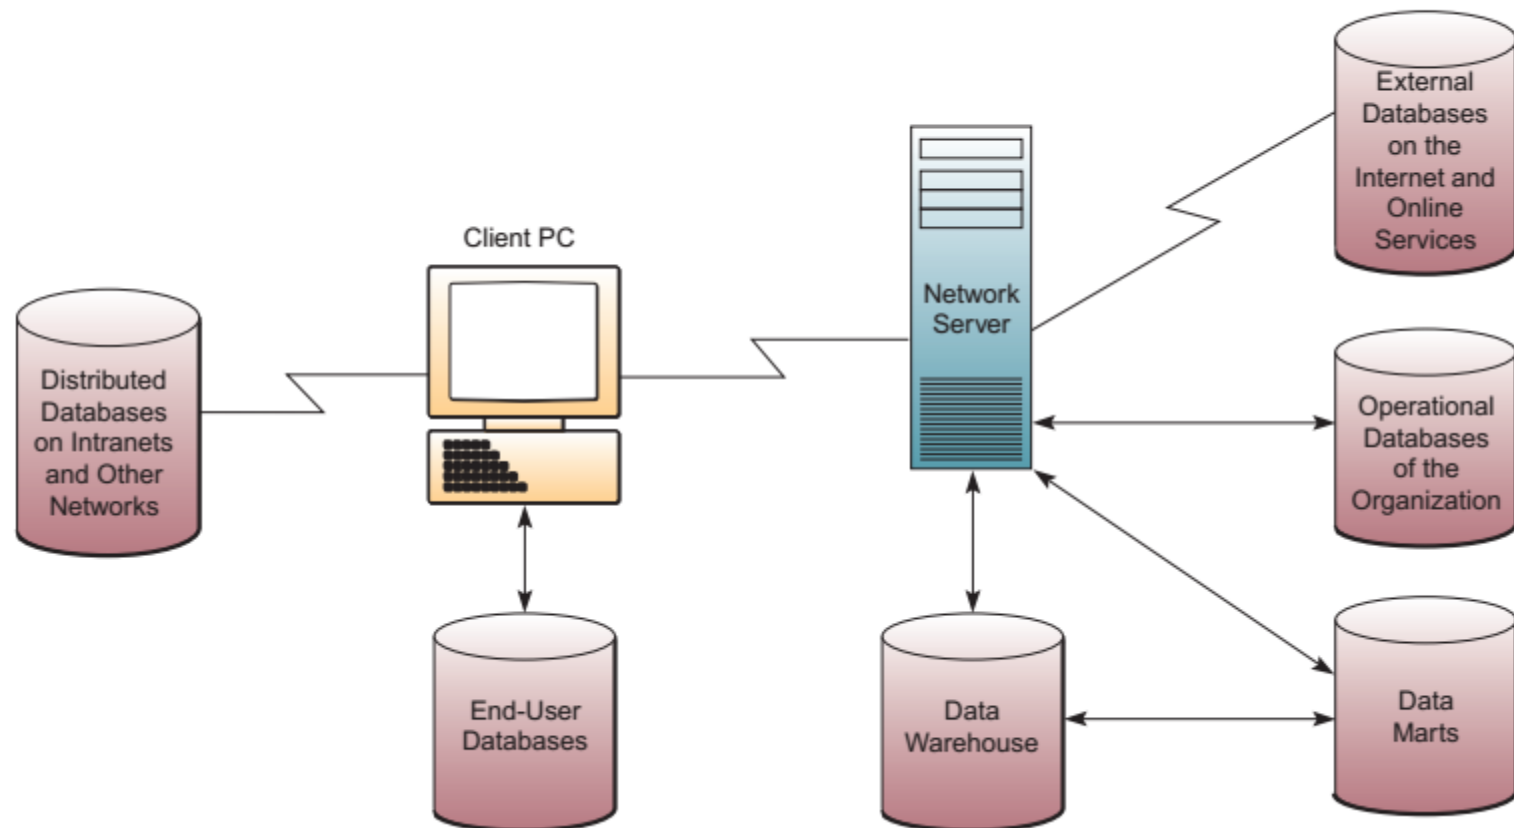 External
Databases
on the
Internet and
Online
Services
Client PC
Network
Server
Distributed
Databases
on Intranets
and Other
Networks
Operational
Databases
of the
Organization
End-User
Databases
Data
Warehouse
Data
Marts